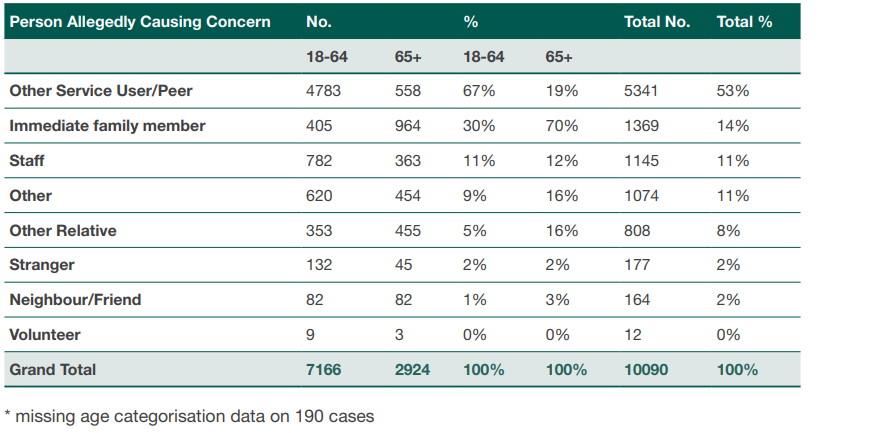 Person Allegedly Causing Concern No. % Total No. Total %
18-64 65+ 18-64 65+
Other Service User/Peer 4783 558 67% 19% 5341 53%
Immediate family member 405 964 30% 70% 1369 14%
Staff 782 363 11% 12% 1145 11%
Other 620 454 9% 16% 1074 11%
Other Relative 353 455 5% 16% 808 8%
Stranger 132 45 2% 2% 177 2%
Neighbour/Friend 82 82 1% 3% 164 2%
Volunteer 9 3 0% 0% 12 0%
Grand Total 7166 2924 100% 100% 10090 100%
* missing age categorisation data on 190 cases